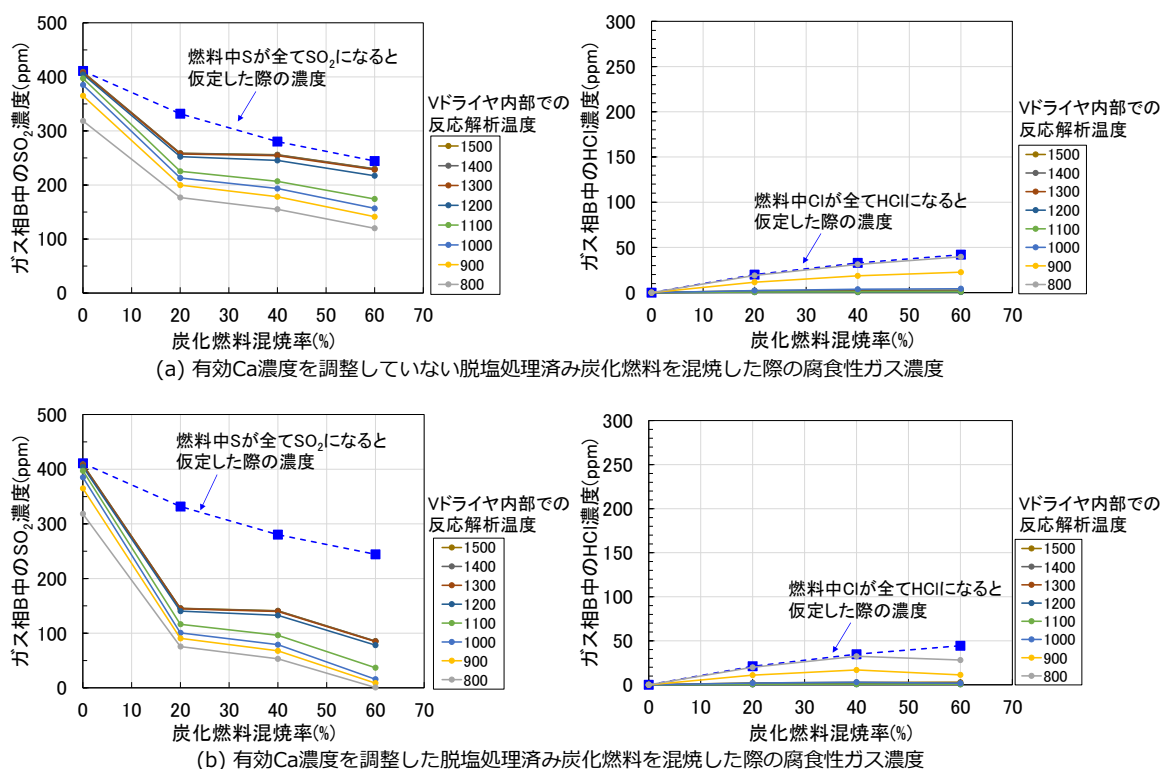 500
400
300
200
100
0
ガス相B中のSO2濃度(ppm)
燃料中Sが全てSO2になると
仮定した際の濃度
Vドライヤ内部での
反応解析温度
1500
1400
1300
1200
1100
1000
900
800
0 10 20 30 40 50 60 70
炭化燃料混焼率(%)
300
250
200
150
100
50
0
ガス相B中のHCl濃度(ppm)
燃料中Clが全てHClになると
仮定した際の濃度
Vドライヤ内部での
反応解析温度
1500
1400
1300
1200
1100
1000
900
800
0 10 20 30 40 50 60 70
炭化燃料混焼率(%)
(a) 有効Ca濃度を調整していない脱塩処理済み炭化燃料を混焼した際の腐食性ガス濃度
500
400
300
200
100
0
ガス相B中のSO2濃度(ppm)
燃料中Sが全てSO2になると
仮定した際の濃度
Vドライヤ内部での
反応解析温度
1500
1400
1300
1200
1100
1000
900
800
0 10 20 30 40 50 60 70
炭化燃料混焼率(%)
300
250
200
150
100
50
0
ガス相B中のHCl濃度(ppm)
燃料中Clが全てHClになると
仮定した際の濃度
Vドライヤ内部での
反応解析温度
1500
1400
1300
1200
1100
1000
900
800
0 10 20 30 40 50 60 70
炭化燃料混焼率(%)
(b) 有効Ca濃度を調整した脱塩処理済み炭化燃料を混焼した際の腐食性ガス濃度